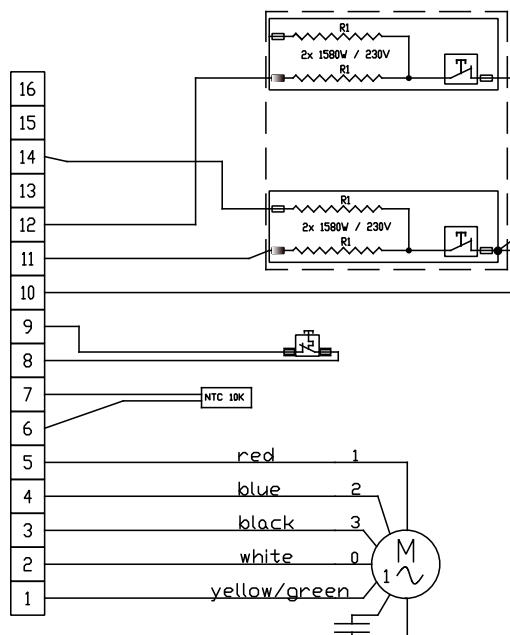 R1
2x 1580W / 230V
R1
16
15
14
13
12
11
10
9
8
7
6
5
4
3
2
1
R1
2x 1580W / 230V
R1
NTC 10K
red 1
blue 2
black 3
white 0
yellow/green
M
1